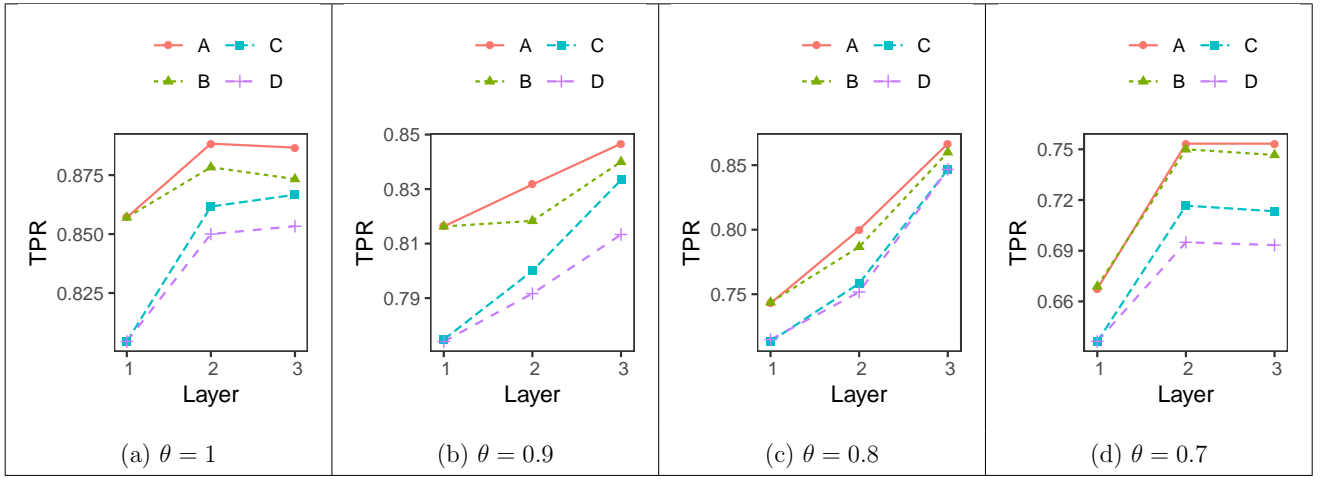 A C
B D
0.875
0.850
0.825
TPR
1 2 3
Layer
(a) θ = 1
A C
B D
0.85
0.83
0.81
0.79
TPR
1 2 3
Layer
(b) θ = 0.9
A C
B D
0.85
0.80
0.75
TPR
1 2 3
Layer
(c) θ = 0.8
A C
B D
0.75
0.72
0.69
0.66
TPR
1 2 3
Layer
(d) θ = 0.7